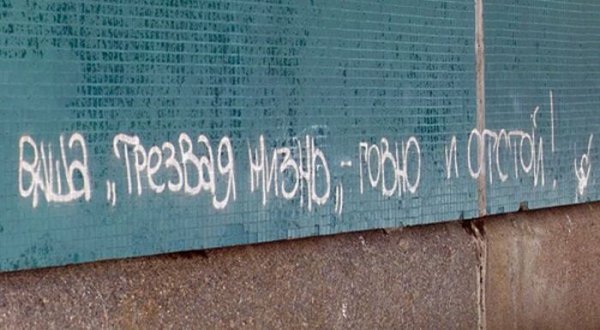 ваша „трезвая жизнь„ - говно и отстой!